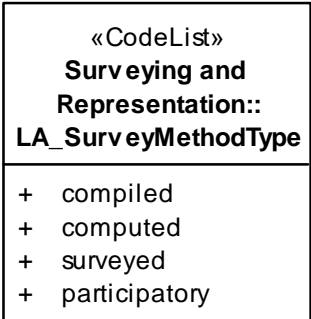 «CodeList»
Surveying and
Representation::
LA_SurveyMethodType
+ compiled
+ computed
+ surveyed
+ participatory